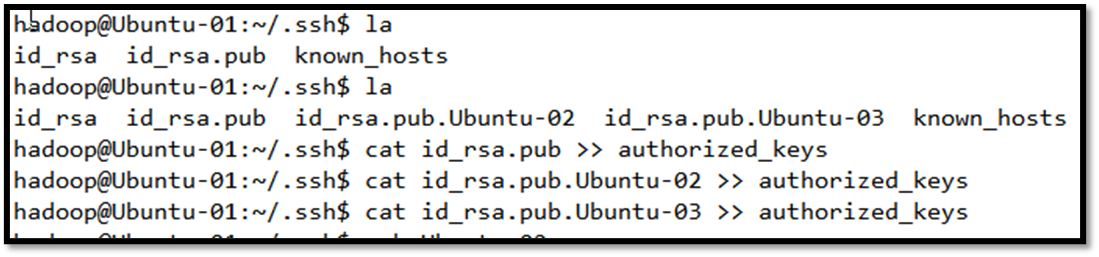 hadoop@Ubuntu-01:~/.ssh$ la
id_rsa  id_rsa.pub  known_hosts
hadoop@Ubuntu-01:~/.ssh$ la
id_rsa  id_rsa.pub  id_rsa.pub.Ubuntu-02  id_rsa.pub.Ubuntu-03  known_hosts
hadoop@Ubuntu-01:~/.ssh$ cat id_rsa.pub >> authorized_keys
hadoop@Ubuntu-01:~/.ssh$ cat id_rsa.pub.Ubuntu-02 >> authorized_keys
hadoop@Ubuntu-01:~/.ssh$ cat id_rsa.pub.Ubuntu-03 >> authorized_keys